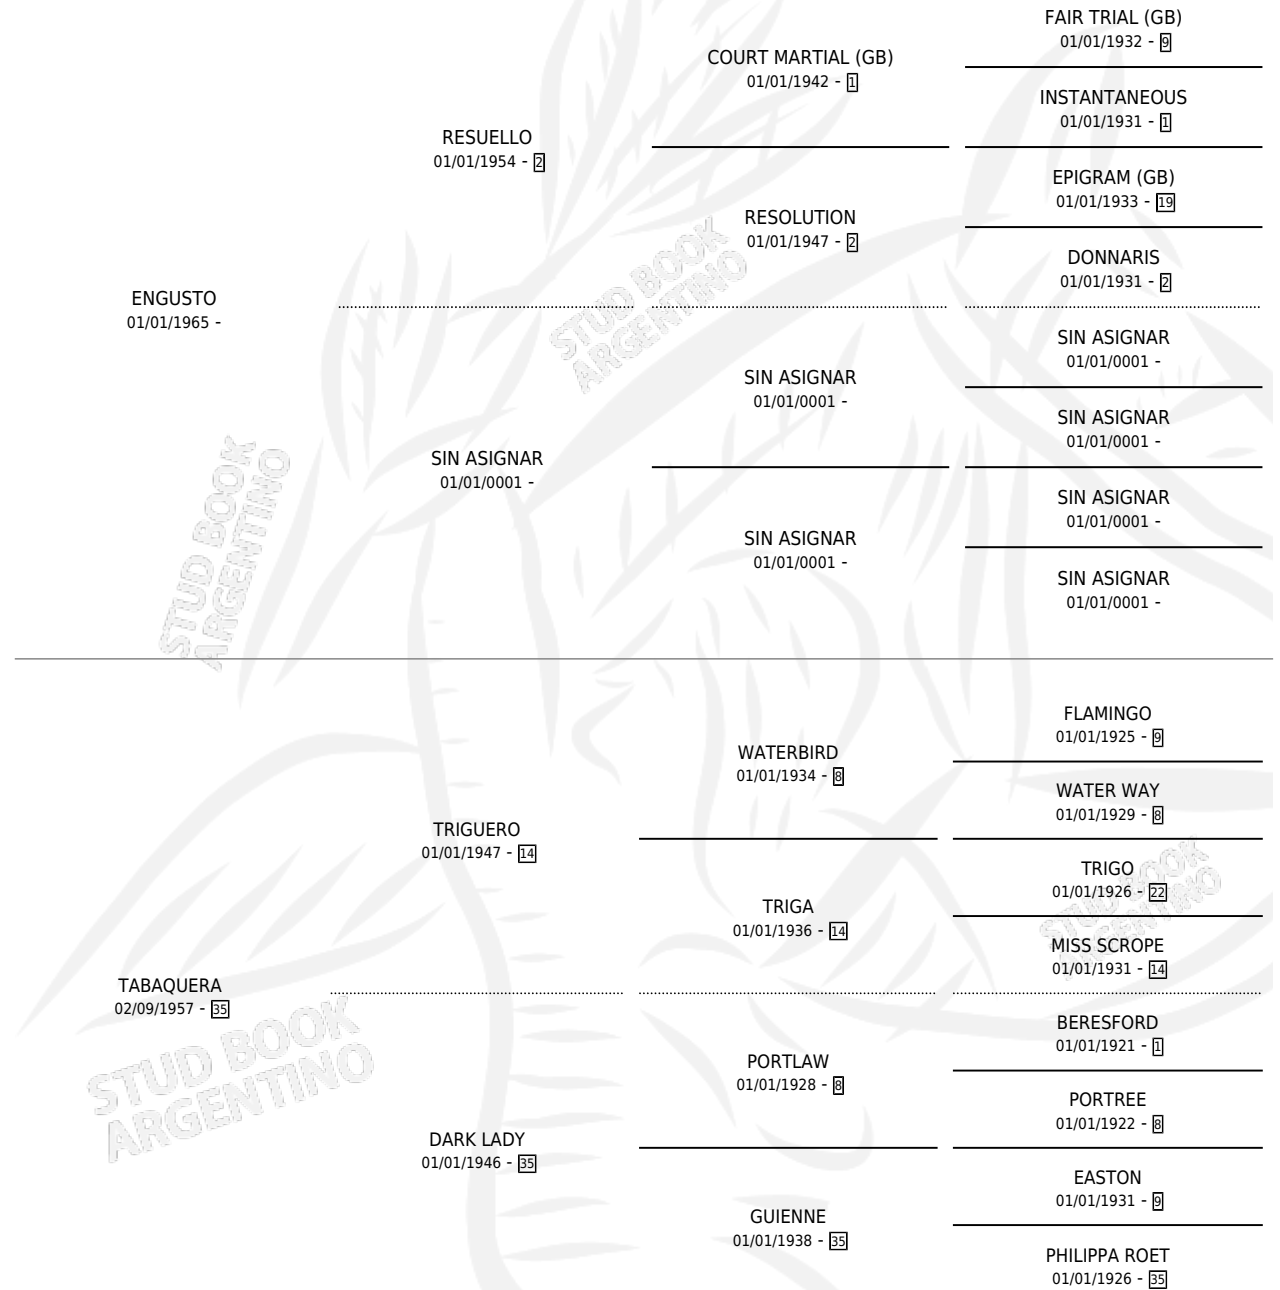 FAIR TRIAL (GB)
01/01/1932 - 9
COURT MARTIAL (GB)
01/01/1942 - 1
INSTANTANEOUS
01/01/1931 - 1
RESUELLO
01/01/1954 - 2
EPIGRAM (GB)
01/01/1933 - 19
RESOLUTION
01/01/1947 - 2
DONNARIS
01/01/1931 - 2
ENGUSTO
01/01/1965 -
SIN ASIGNAR
01/01/0001 -
SIN ASIGNAR
01/01/0001 -
SIN ASIGNAR
01/01/0001 -
SIN ASIGNAR
01/01/0001 -
SIN ASIGNAR
01/01/0001 -
SIN ASIGNAR
01/01/0001 -
SIN ASIGNAR
01/01/0001 -
STUD BOOK
ARGENTINO
STUD BOOK
ARGENTINO
FLAMINGO
01/01/1925 - 9
WATERBIRD
01/01/1934 - 8
WATER WAY
01/01/1929 - 8
TRIGUERO
01/01/1947 - 14
TRIGO
01/01/1926 - 22
TRIGA
01/01/1936 - 14
MISS SCROPE
01/01/1931 - 14
TABAQUERA
02/09/1957 - 35
BERESFORD
01/01/1921 - 1
PORTLAW
01/01/1928 - 8
PORTREE
01/01/1922 - 8
DARK LADY
01/01/1946 - 35
EASTON
01/01/1931 - 9
GUIENNE
01/01/1938 - 35
PHILIPPA ROET
01/01/1926 - 35
STUD BOOK
ARGENTINO
STUD BOOK
ARGENTINO